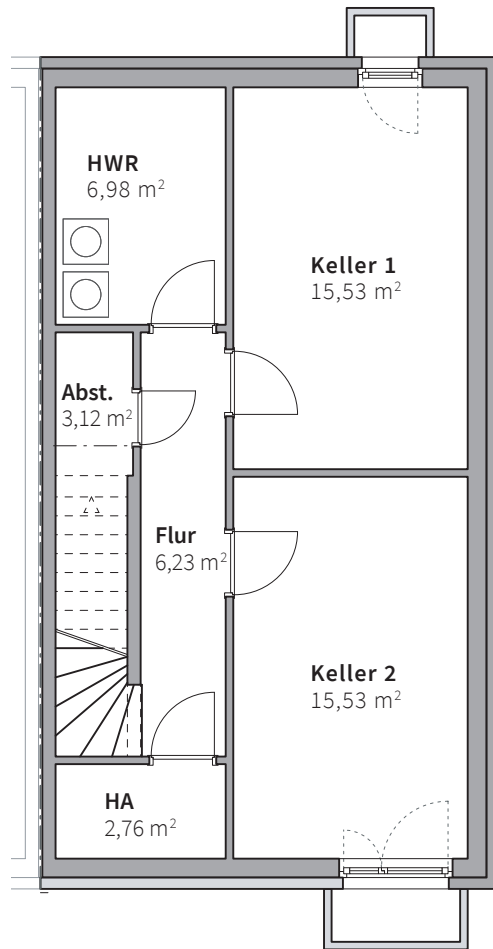 HWR
6,98 m²
Keller 1
15,53 m²
Abst.
3,12 m²
Flur
6,23 m²
Keller 2
15,53 m²
HA
2,76 m²